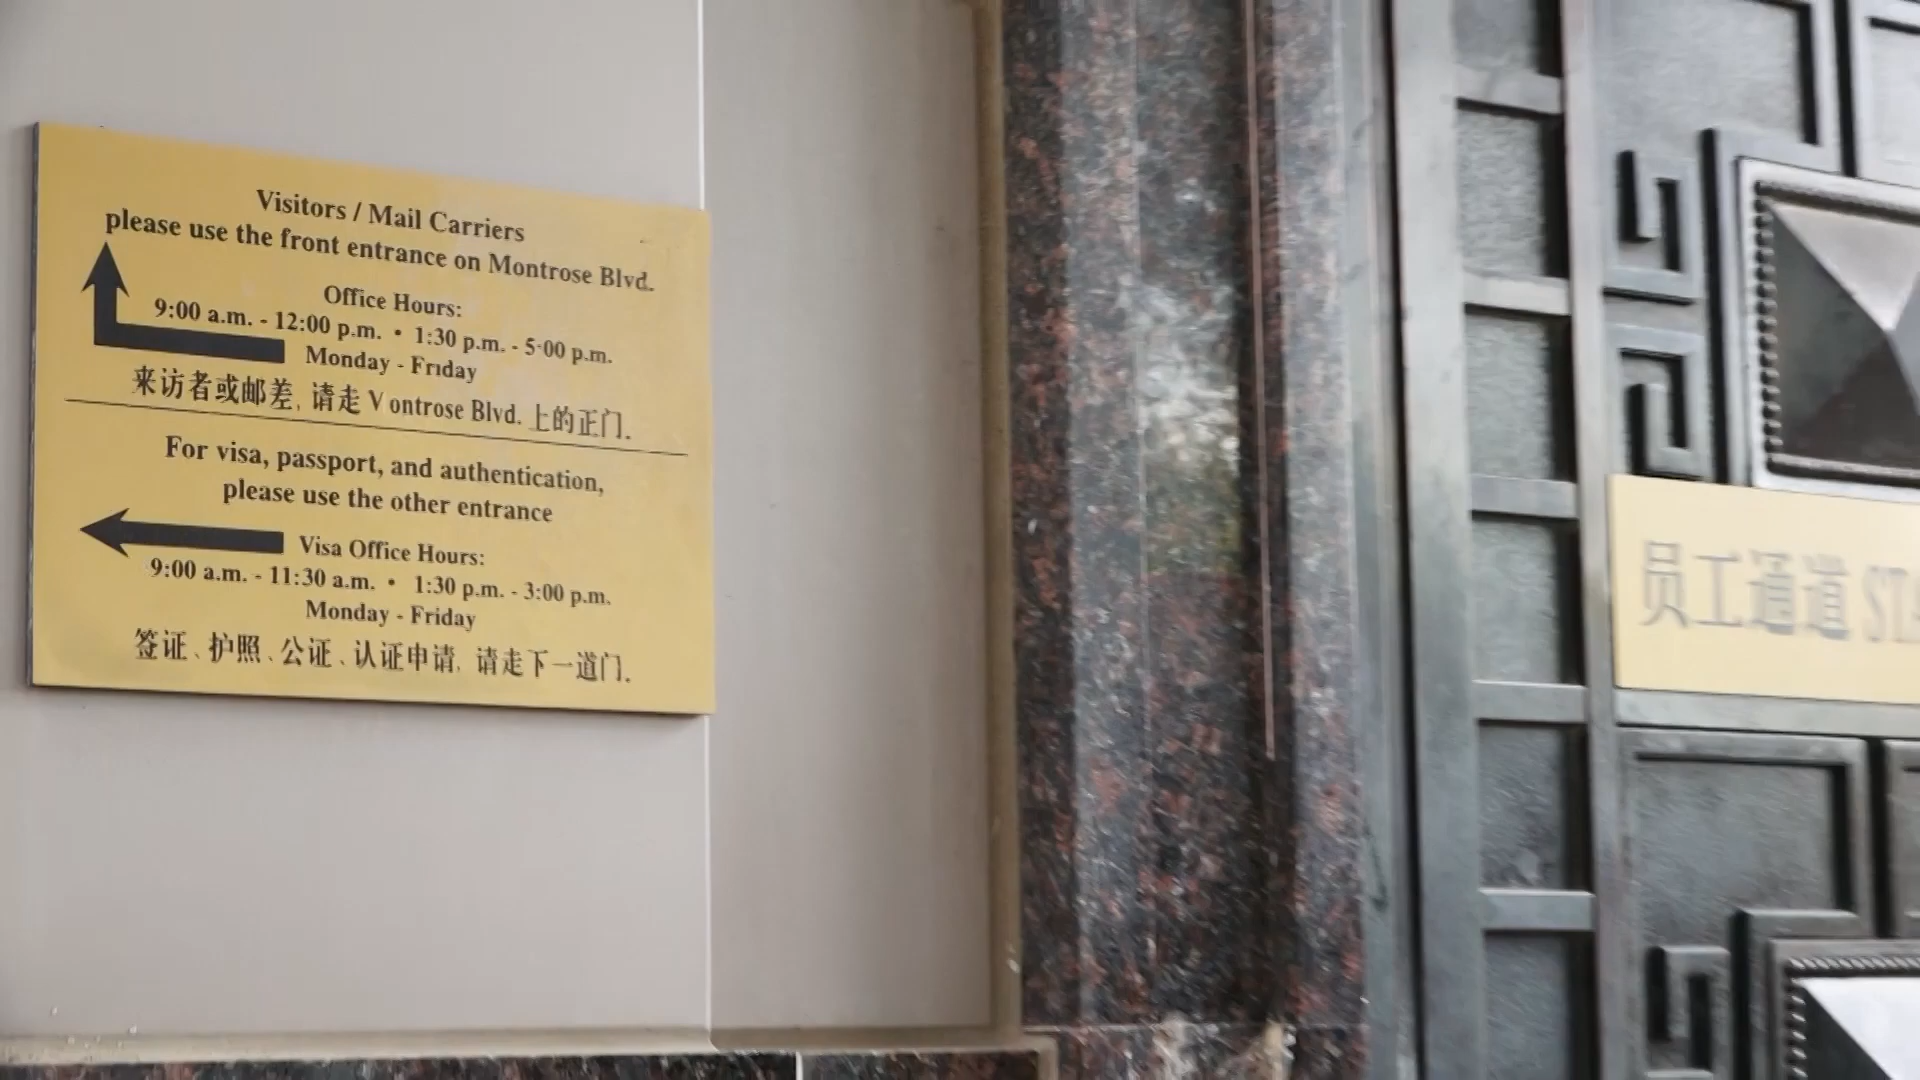 Visitors / Mail Carriers
please use the front entrance on Montrose Blvd.
Office Hours:
9:00 a.m. - 12:00 p.m. • 1:30 p.m. - 5:00 p.m.
Monday - Friday
来访者或邮差, 请走 Montrose Blvd. 上的正门.
For visa, passport, and authentication,
please use the other entrance
Visa Office Hours:
9:00 a.m. - 11:30 a.m. • 1:30 p.m. - 3:00 p.m.
Monday - Friday
签证、护照、公证、认证申请, 请走下一道门.
员工通道 STA